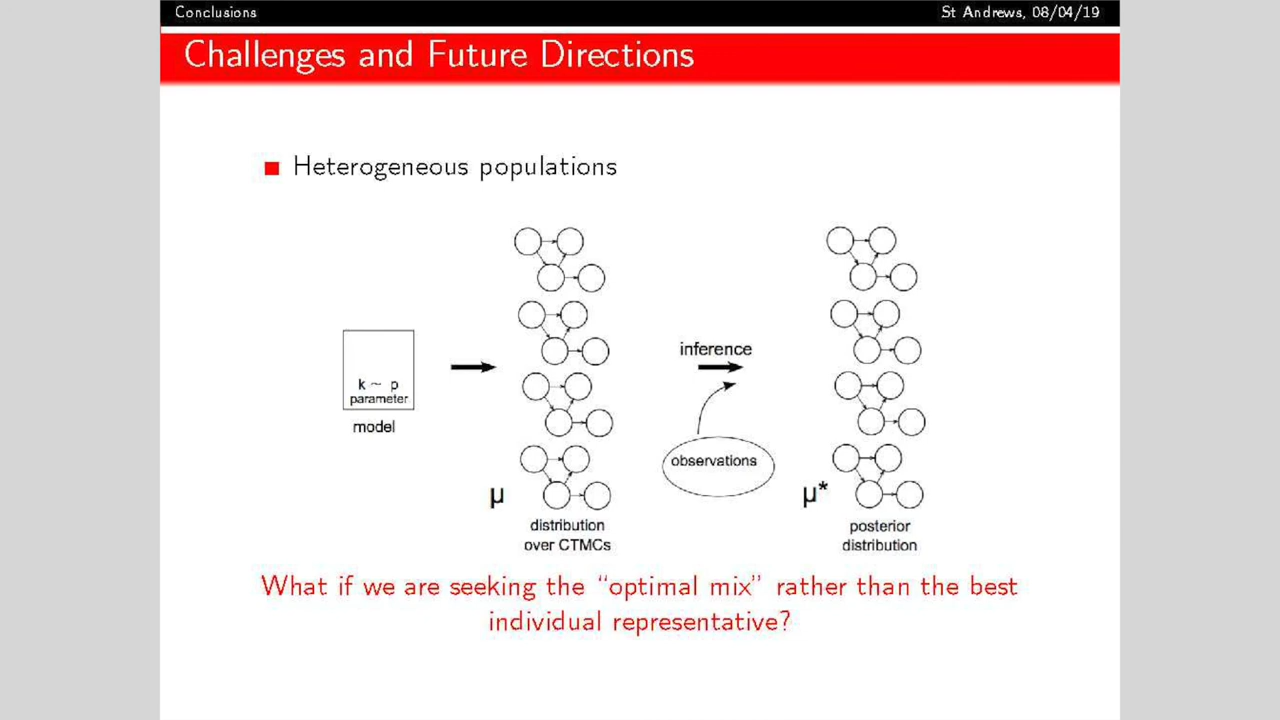 Conclusions
St Andrews, 08/04/19
Challenges and Future Directions
Heterogeneous populations
k ~ p
parameter
model
μ
distribution
over CTMCs
inference
observations
μ*
posterior
distribution
What if we are seeking the “optimal mix” rather than the best
individual representative?